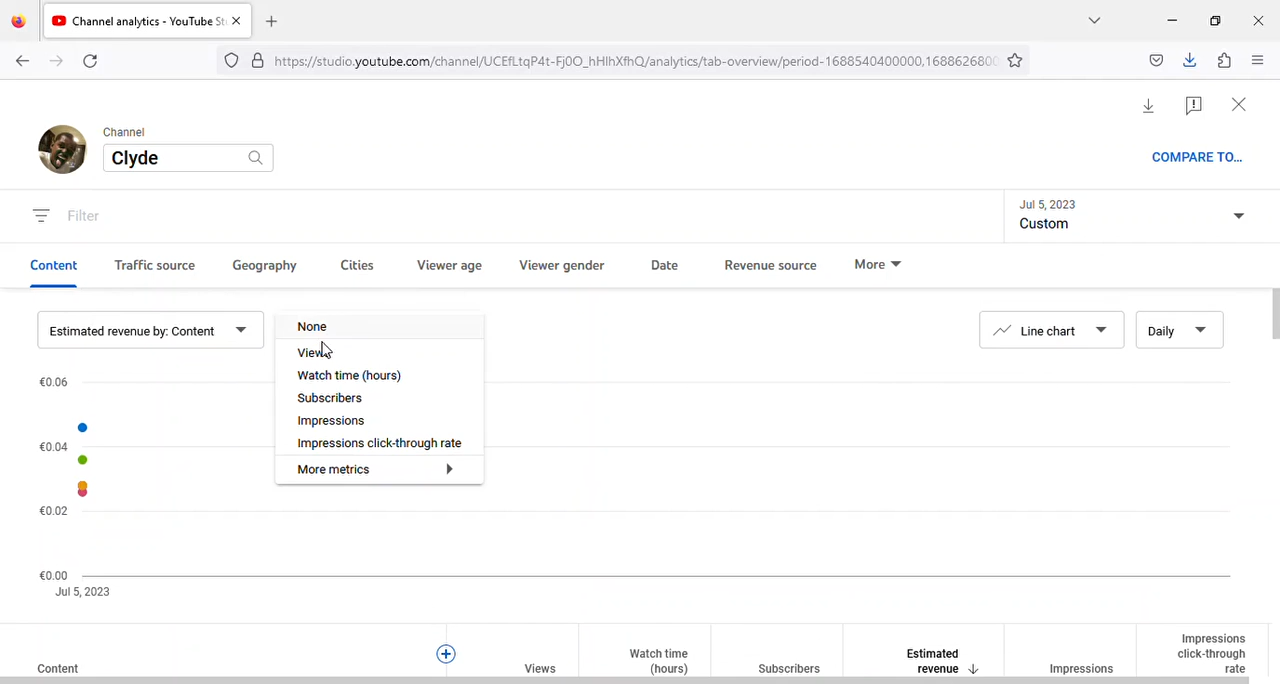 Channel analytics - YouTube St
https://studio.youtube.com/channel/UCEfLtqP4t-Fj0O_hHlhXfhQ/analytics/tab-overview/period-1688540400000,168862680
Channel
Clyde
COMPARE TO...
Filter
Jul 5, 2023
Custom
Content
Traffic source
Geography
Cities
Viewer age
Viewer gender
Date
Revenue source
More
Estimated revenue by: Content
None
Views
Watch time (hours)
Subscribers
Impressions
Impressions click-through rate
More metrics
Line chart
Daily
€0.06
€0.04
€0.02
€0.00
Jul 5, 2023
Content
Views
Watch time
(hours)
Subscribers
Estimated
revenue
Impressions
Impressions
click-through
rate